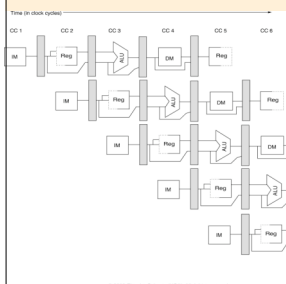 Time (in clock cycles)
CC 1 CC 2 CC 3 CC 4 CC 5 CC 6
IM Reg ALU DM Reg
IM Reg ALU DM Reg
IM Reg ALU DM
IM Reg ALU
IM Reg